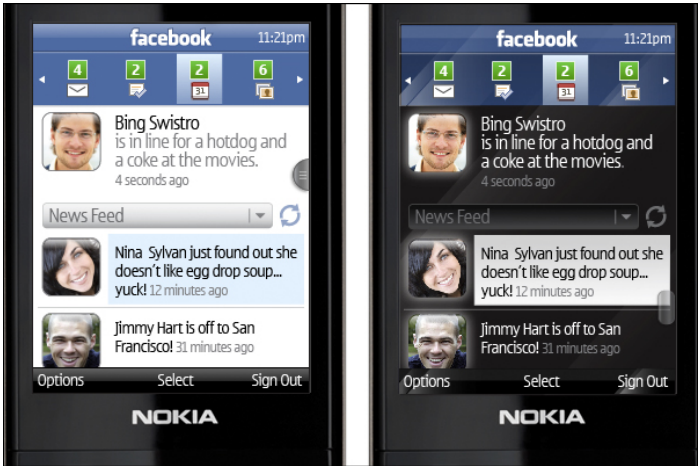 facebook 11:21pm
4 2 2 6
31
Bing Swistro
is in line for a hotdog and
a coke at the movies.
4 seconds ago
News Feed
Nina Sylvan just found out she
doesn't like egg drop soup...
yuck! 12 minutes ago
Jimmy Hart is off to San
Francisco! 31 minutes ago
Options Select Sign Out
NOKIA
facebook 11:21pm
4 2 2 6
31
Bing Swistro
is in line for a hotdog and
a coke at the movies.
4 seconds ago
News Feed
Nina Sylvan just found out she
doesn't like egg drop soup...
yuck! 12 minutes ago
Jimmy Hart is off to San
Francisco! 31 minutes ago
Options Select Sign Out
NOKIA